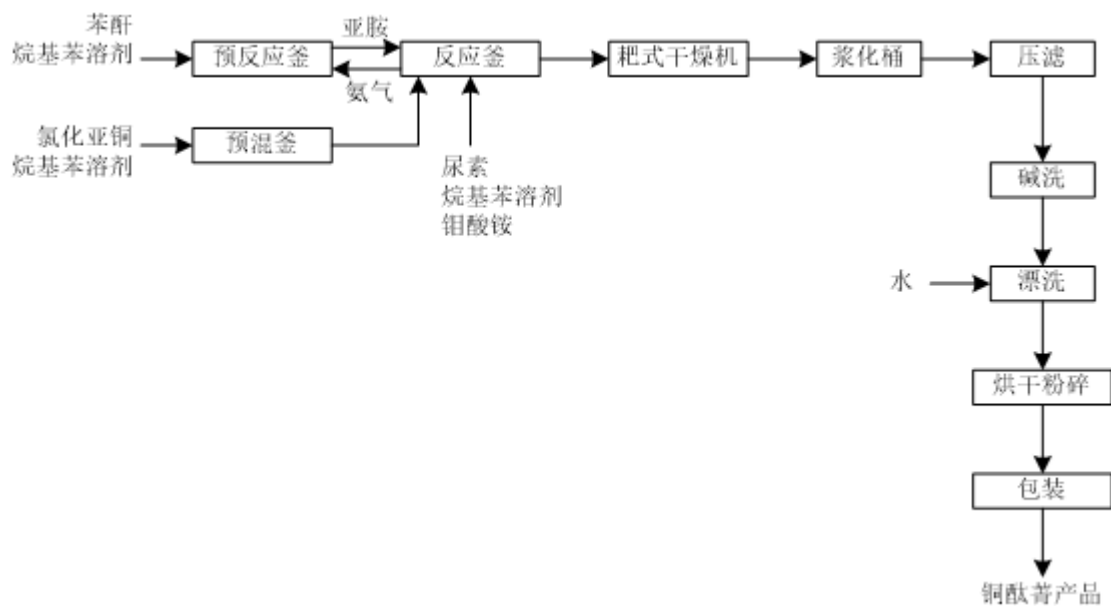 苯酐
烷基苯溶剂
预反应釜
亚胺
氨气
反应釜
耙式干燥机
浆化桶
压滤
氯化亚铜
烷基苯溶剂
预混釜
尿素
烷基苯溶剂
钼酸铵
碱洗
水
漂洗
烘干粉碎
包装
铜酞菁产品